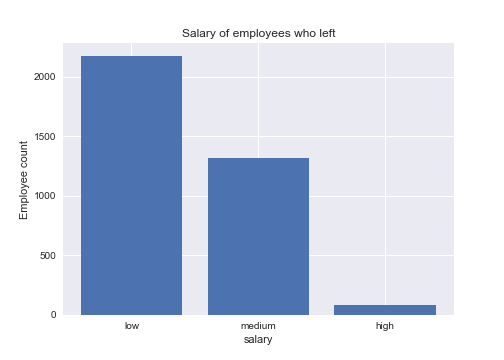 Salary of employees who left
Employee count
2000
1500
1000
500
0
low medium high
salary